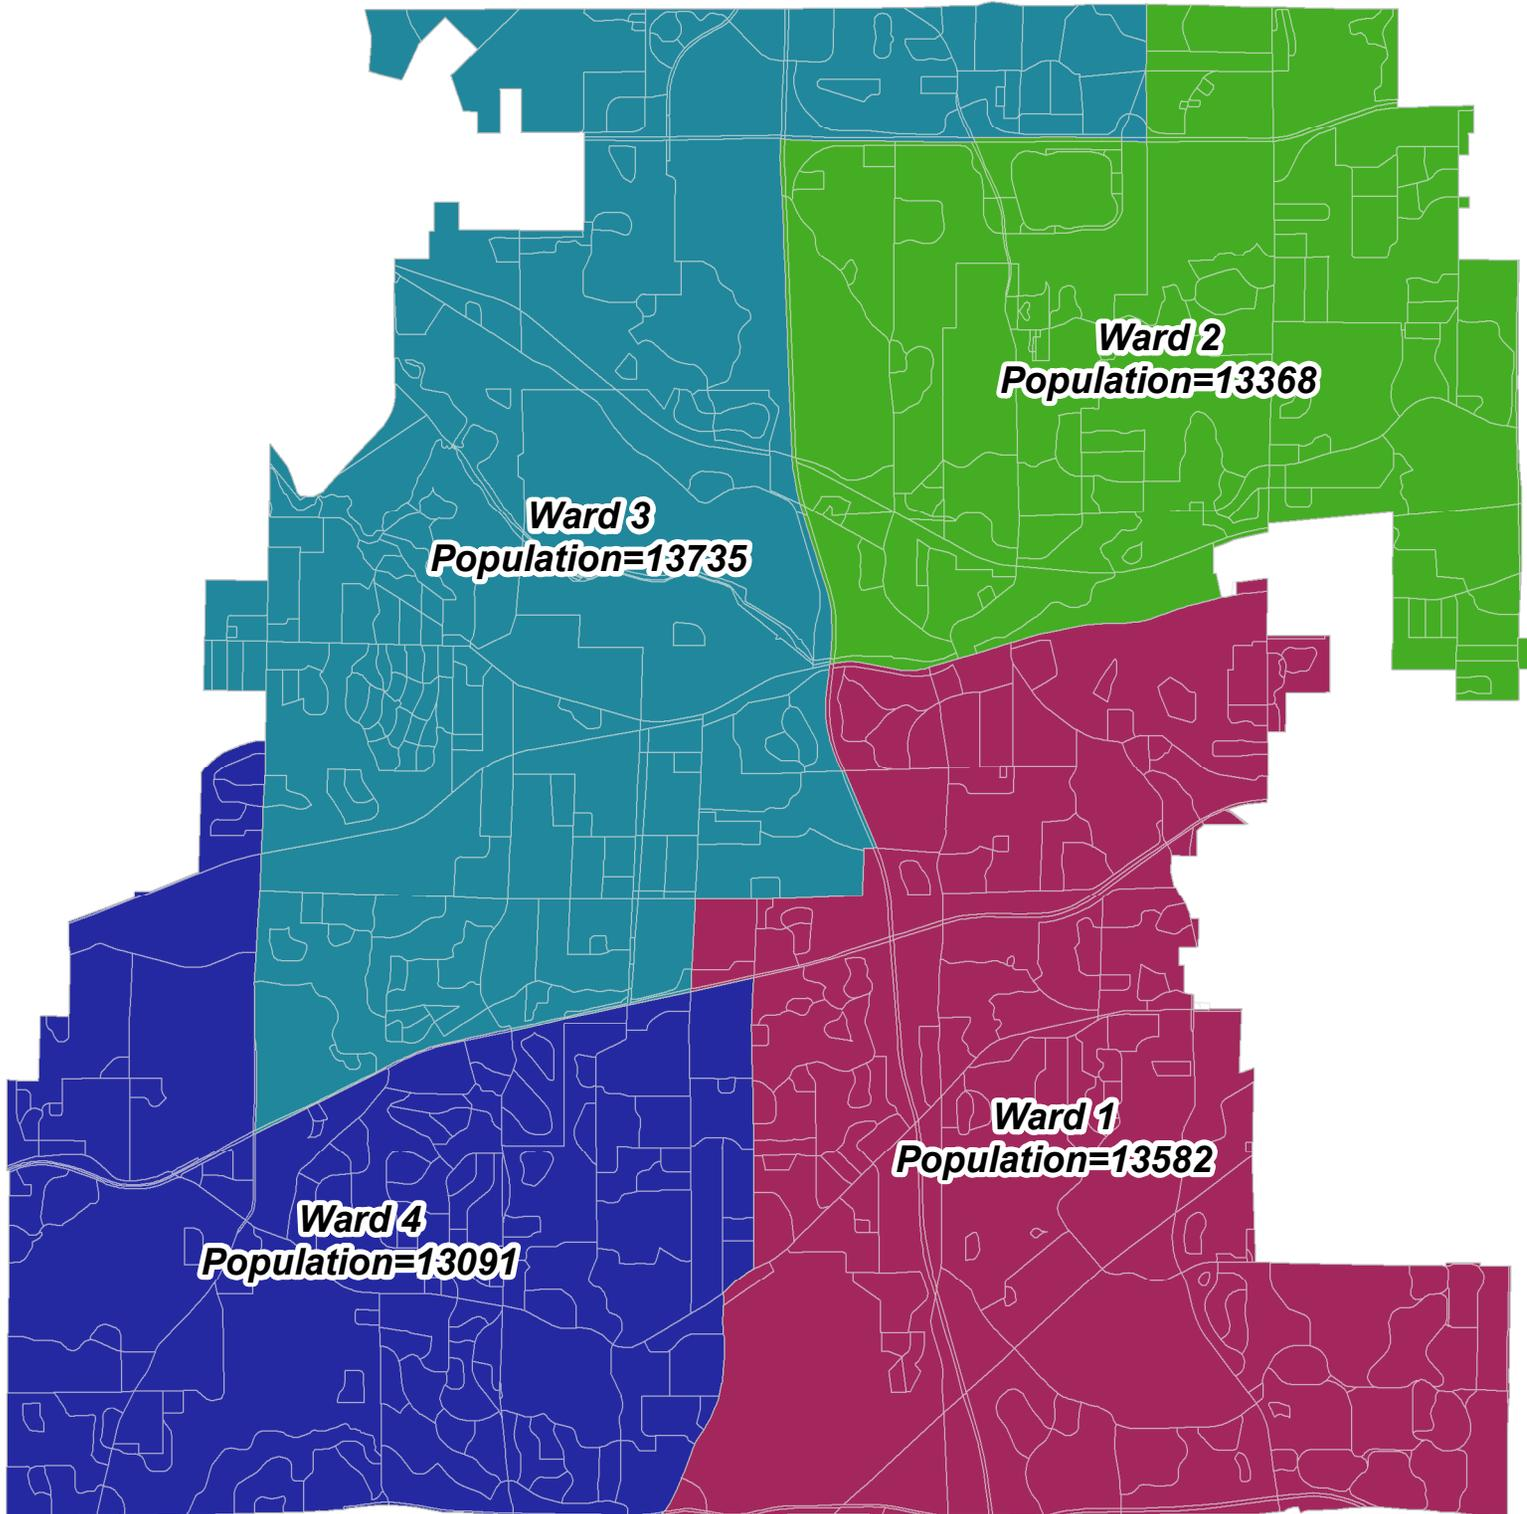 Ward 2
Population=13368
Ward 3
Population=13735
Ward 1
Population=13582
Ward 4
Population=13091